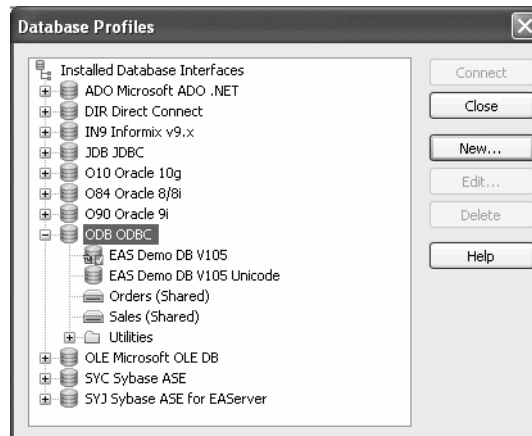 Database Profiles
Installed Database Interfaces
ADO Microsoft ADO .NET
DIR Direct Connect
IN9 Informix v9.x
JDB JDBC
O10 Oracle 10g
O84 Oracle 8/8i
O90 Oracle 9i
ODB ODBC
EAS Demo DB V105
EAS Demo DB V105 Unicode
Orders (Shared)
Sales (Shared)
Utilities
OLE Microsoft OLE DB
SYC Sybase ASE
SYJ Sybase ASE for EAServer
Connect
Close
New...
Edit...
Delete
Help